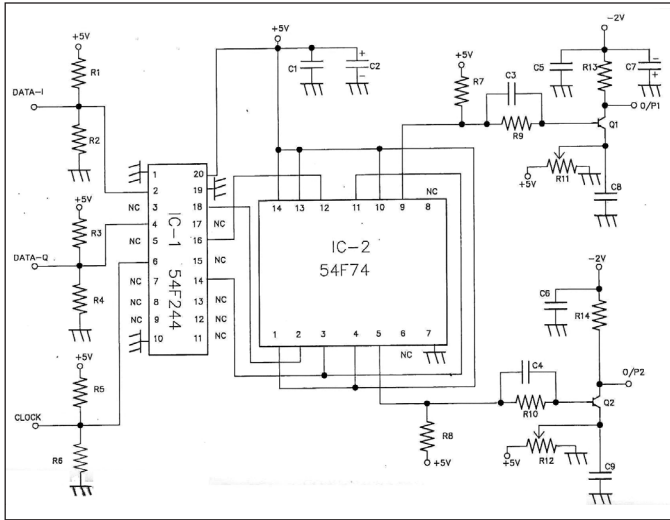 +5V
R1
DATA-I
R2
+5V
R3
DATA-Q
R4
+5V
R5
CLOCK
R6
1
2
NC 3
4
NC 5
6
NC 7
NC 8
NC 9
10
IC-1
54F244
20
19
18
17 NC
16
15 NC
14
13 NC
12 NC
11 NC
+5V
C1
+
C2
-
14
13
12
11
10
9
8
NC
IC-2
54F74
1
2
3
4
5
6
7
NC
+5V
R7
C3
R9
-2V
C5
R13
-
C7
+
O/P1
Q1
+5V
R11
C8
-2V
C6
R14
O/P2
C4
R10
Q2
R8
+5V
+5V
R12
C9